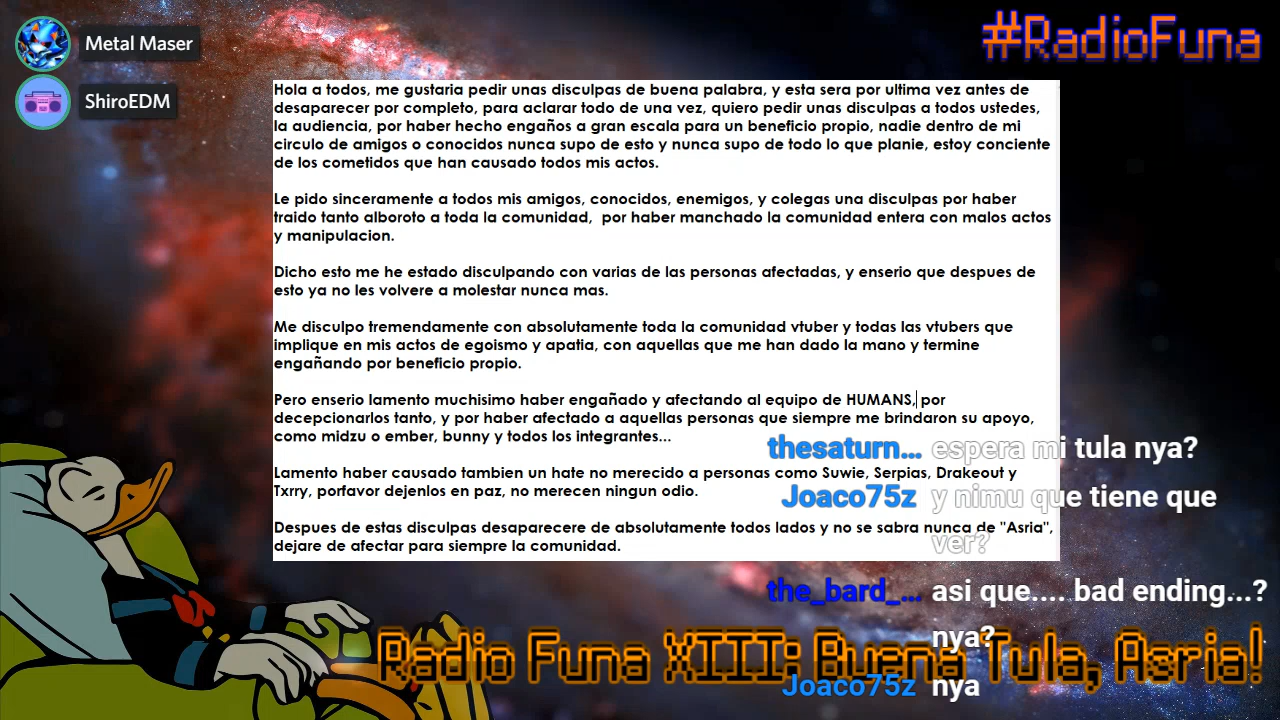 Metal Maser
ShiroEDM
#RadioFuna
Hola a todos, me gustaria pedir unas disculpas de buena palabra, y esta sera por ultima vez antes de
desaparecer por completo. para aclarar todo de una vez, quiero pedir unas disculpas a todos ustedes,
la audiencia, por haber hecho engaños a gran escala para un beneficio propio, nadie dentro de mi
circulo de amigos o conocidos nunca supo de esto y nunca supo de todo lo que planie, estoy conciente
de los cometidos que han causado todos mis actos.
Le pido sinceramente a todos mis amigos, conocidos, enemigos, y colegas una disculpas por haber
traido tanto alboroto a toda la comunidad,  por haber manchado la comunidad entera con malos actos
y manipulacion.
Dicho esto me he estado disculpando con varias de las personas afectadas, y enserio que despues de
esto ya no les volvere a molestar nunca mas.
Me disculpo tremendamente con absolutamente toda la comunidad vtuber y todas las vtubers que
implique en mis actos de egoismo y apatia, con aquellas que me han dado la mano y termine
engañando por beneficio propio.
Pero enserio lamento muchisimo haber engañado y afectando al equipo de HUMANS, por
decepcionarlos tanto, y por haber afectado a aquellas personas que siempre me brindaron su apoyo,
como midzu o ember, bunny y todos los integrantes...
Lamento haber causado tambien un hate no merecido a personas como Suwie, Serpias, Drakeout y
Txrry, porfavor dejenlos en paz, no merecen ningun odio.
Despues de estas disculpas desaparecere de absolutamente todos lados y no se sabra nunca de "Asria",
dejare de afectar para siempre la comunidad.
thesaturn... espera mi tula nya?
Joaco75z y nimu que tiene que
ver?
the_bard_... asi que.... bad ending...?
nya?
Joaco75z nya
Radio Funa XIII: Buena Tula, Asria!